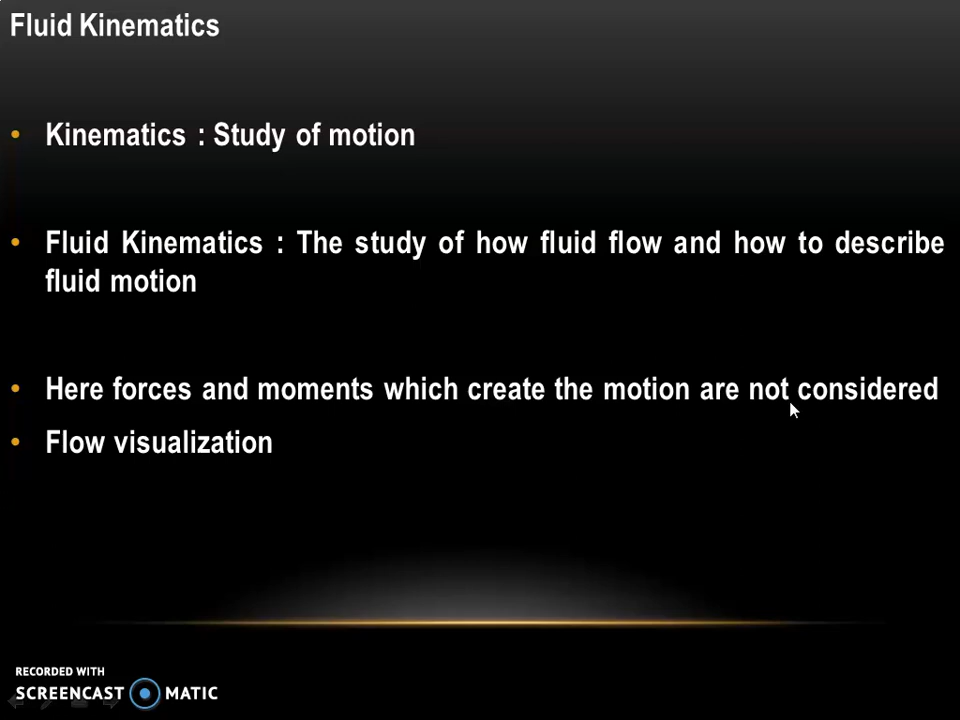 Fluid Kinematics
• Kinematics : Study of motion
• Fluid Kinematics : The study of how fluid flow and how to describe
fluid motion
• Here forces and moments which create the motion are not considered
• Flow visualization
RECORDED WITH
SCREENCAST MATIC